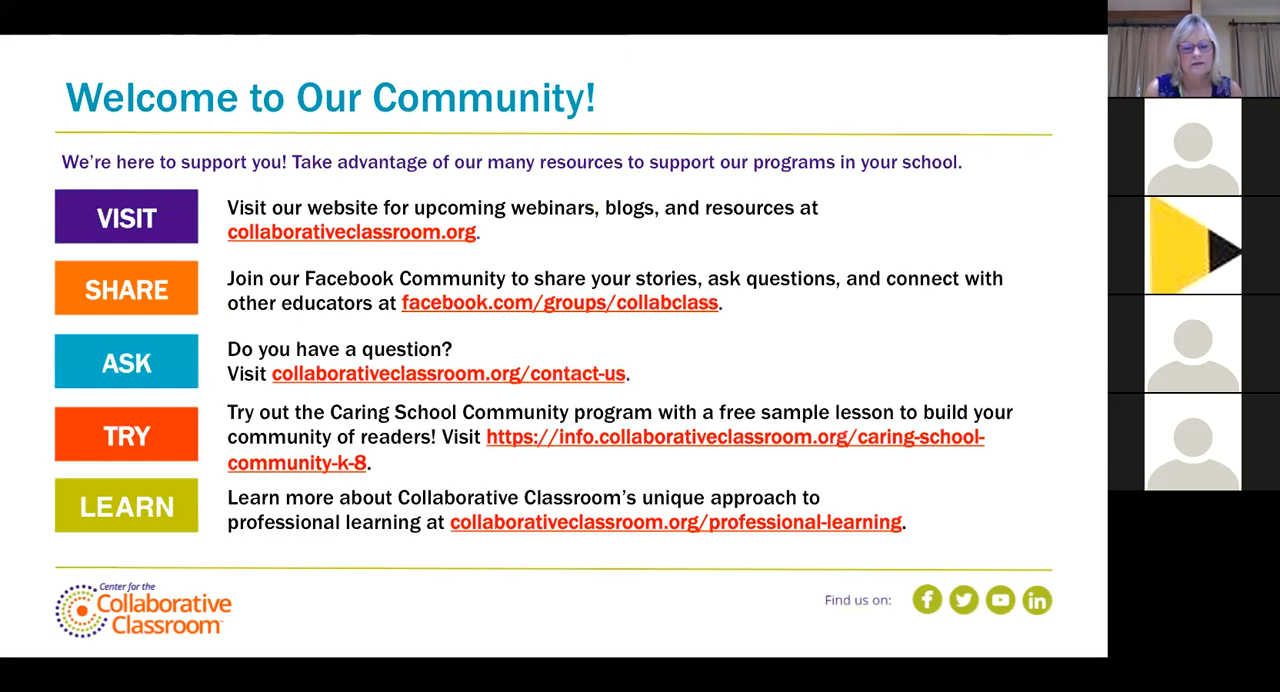 Welcome to Our Community!
We're here to support you! Take advantage of our many resources to support our programs in your school.
VISIT
Visit our website for upcoming webinars, blogs, and resources at
collaborativeclassroom.org.
SHARE
Join our Facebook Community to share your stories, ask questions, and connect with
other educators at facebook.com/groups/collabclass.
ASK
Do you have a question?
Visit collaborativeclassroom.org/contact-us.
TRY
Try out the Caring School Community program with a free sample lesson to build your
community of readers! Visit https://info.collaborativeclassroom.org/caring-school-
community-k-8.
LEARN
Learn more about Collaborative Classroom's unique approach to
professional learning at collaborativeclassroom.org/professional-learning.
Center for the
Collaborative
Classroom
Find us on: